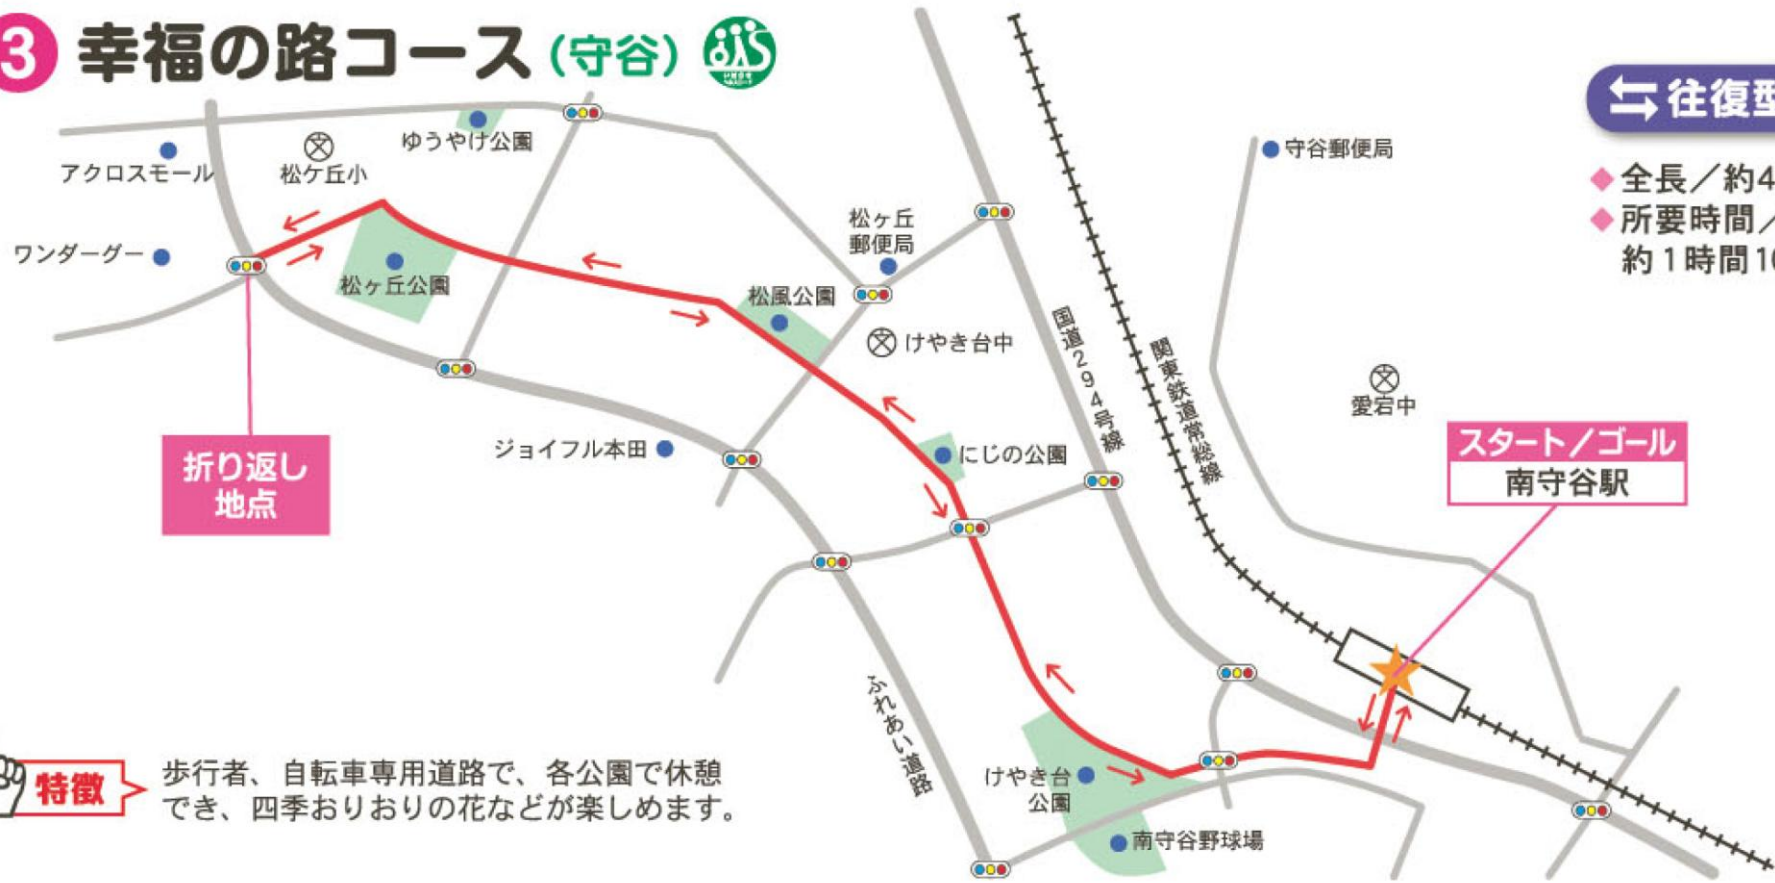 3 幸福の路コース(守谷)
往復型
全長／約4
所要時間／
約1時間10
アクロスモール
松ケ丘小
ゆうやけ公園
守谷郵便局
松ヶ丘
郵便局
ワンダーグー
松ヶ丘公園
松風公園
けやき台中
国道294号線
関東鉄道常総線
愛宕中
折り返し
地点
ジョイフル本田
にじの公園
スタート／ゴール
南守谷駅
ふれあい道路
特徴
歩行者、自転車専用道路で、各公園で休憩
でき、四季おりおりの花などが楽しめます。
けやき台
公園
南守谷野球場